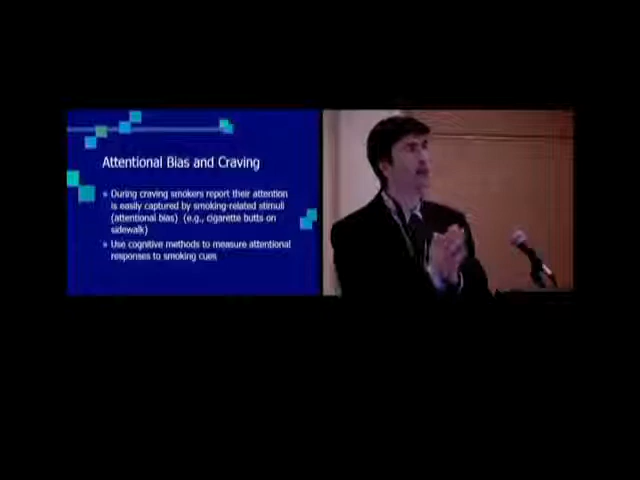 Attentional Bias and Craving
During craving smokers report their attention
is easily captured by smoking-related stimuli
(attentional bias) (e.g., cigarette butts on
sidewalk)
Use cognitive methods to measure attentional
responses to smoking cues